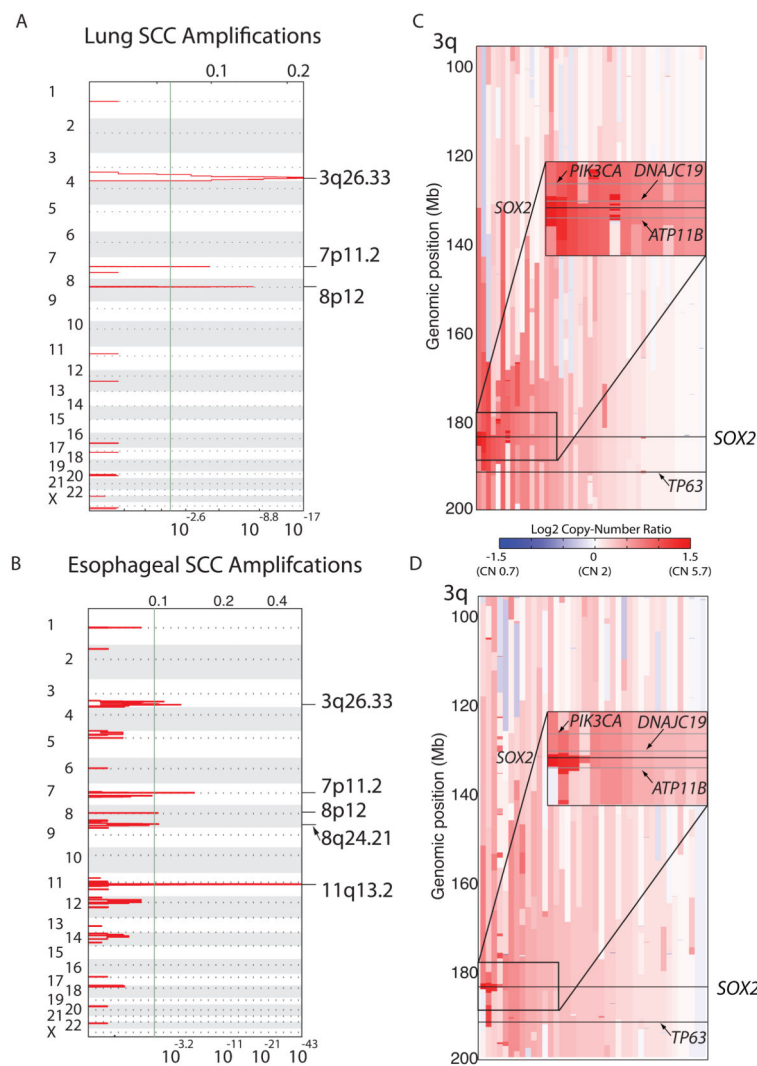 A
Lung SCC Amplifications
0.1 0.2
1
2
3
4
5
6
7
8
9
10
11
12
13
14
15
16
17
18
19
20
21
22
X
3q26.33
7p11.2
8p12
10^-2.6 10^-8.8 10^-17
B
Esophageal SCC Amplifcations
0.1 0.2 0.4
1
2
3
4
5
6
7
8
9
10
11
12
13
14
15
16
17
18
19
20
21
22
X
3q26.33
7p11.2
8p12
8q24.21
11q13.2
10^-3.2 10^-11 10^-21 10^-43
C
3q
100
120
140
160
180
200
Genomic position (Mb)
PIK3CA
DNAJC19
SOX2
ATP11B
SOX2
TP63
Log2 Copy-Number Ratio
-1.5 0 1.5
(CN 0.7) (CN 2) (CN 5.7)
D
3q
100
120
140
160
180
200
Genomic position (Mb)
PIK3CA
DNAJC19
SOX2
ATP11B
SOX2
TP63